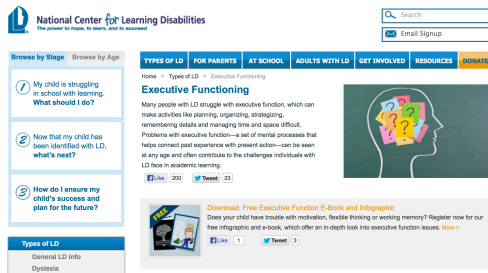 National Center for Learning Disabilities
The power to hope, to learn, and to succeed
Search
Email Signup
Browse by Stage Browse by Age
TYPES OF LD FOR PARENTS AT SCHOOL ADULTS WITH LD GET INVOLVED RESOURCES DONATE
1 My child is struggling
in school with learning.
What should I do?
2 Now that my child has
been identified with LD,
what's next?
3 How do I ensure my
child's success and
plan for the future?
Types of LD
General LD Info
Dyslexia
Home > Types of LD > Executive Functioning
Executive Functioning
Many people with LD struggle with executive function, which can
make activities like planning, organizing, strategizing,
remembering details and managing time and space difficult.
Problems with executive function—a set of mental processes that
helps connect past experience with present action—can be seen
at any age and often contribute to the challenges individuals with
LD face in academic learning.
Like 200 Tweet 23
? ? ? ? ?
FREE
Download: Free Executive Function E-Book and Infographic
Does your child have trouble with motivation, flexible thinking or working memory? Register now for our
free infographic and e-book, which offer an in-depth look into executive function issues. More >
Like 1 Tweet 3